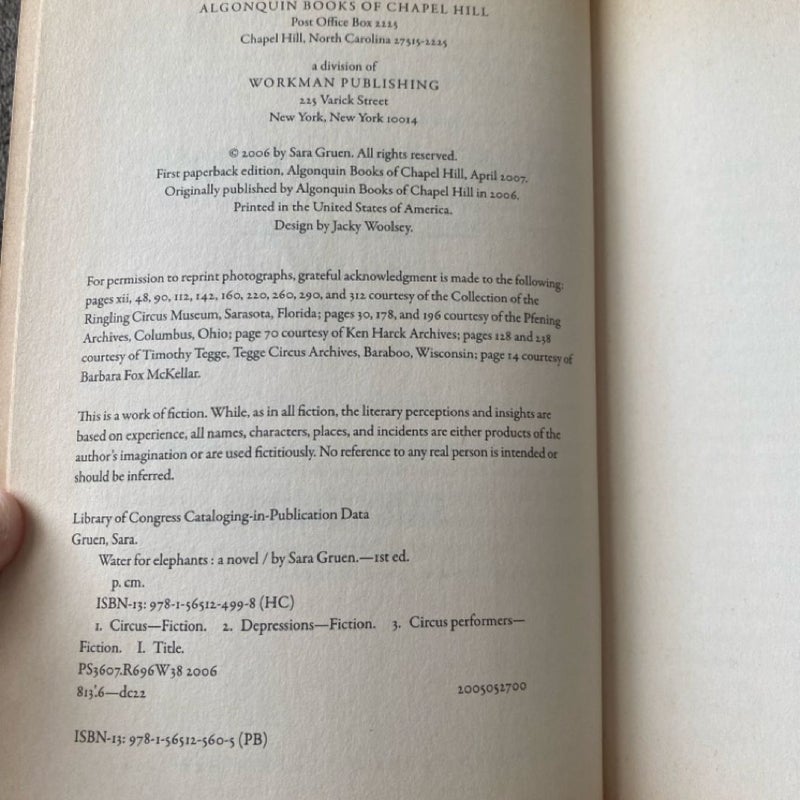 ALGONQUIN BOOKS OF CHAPEL HILL
Post Office Box 2225
Chapel Hill, North Carolina 27515-2225
a division of
WORKMAN PUBLISHING
225 Varick Street
New York, New York 10014
© 2006 by Sara Gruen. All rights reserved.
First paperback edition, Algonquin Books of Chapel Hill, April 2007.
Originally published by Algonquin Books of Chapel Hill in 2006.
Printed in the United States of America.
Design by Jacky Woolsey.
For permission to reprint photographs, grateful acknowledgment is made to the following:
pages xii, 48, 90, 112, 142, 160, 220, 260, 290, and 312 courtesy of the Collection of the
Ringling Circus Museum, Sarasota, Florida; pages 30, 178, and 196 courtesy of the Pfening
Archives, Columbus, Ohio; page 70 courtesy of Ken Harck Archives; pages 128 and 238
courtesy of Timothy Tegge, Tegge Circus Archives, Baraboo, Wisconsin; page 14 courtesy of
Barbara Fox McKellar.
This is a work of fiction. While, as in all fiction, the literary perceptions and insights are
based on experience, all names, characters, places, and incidents are either products of the
author's imagination or are used fictitiously. No reference to any real person is intended or
should be inferred.
Library of Congress Cataloging-in-Publication Data
Gruen, Sara.
Water for elephants : a novel / by Sara Gruen.—1st ed.
p. cm.
ISBN-13: 978-1-56512-499-8 (HC)
1. Circus—Fiction. 2. Depressions—Fiction. 3. Circus performers—
Fiction. I. Title.
PS3607.R696W38 2006
813'.6—dc22 2005052700
ISBN-13: 978-1-56512-560-5 (PB)